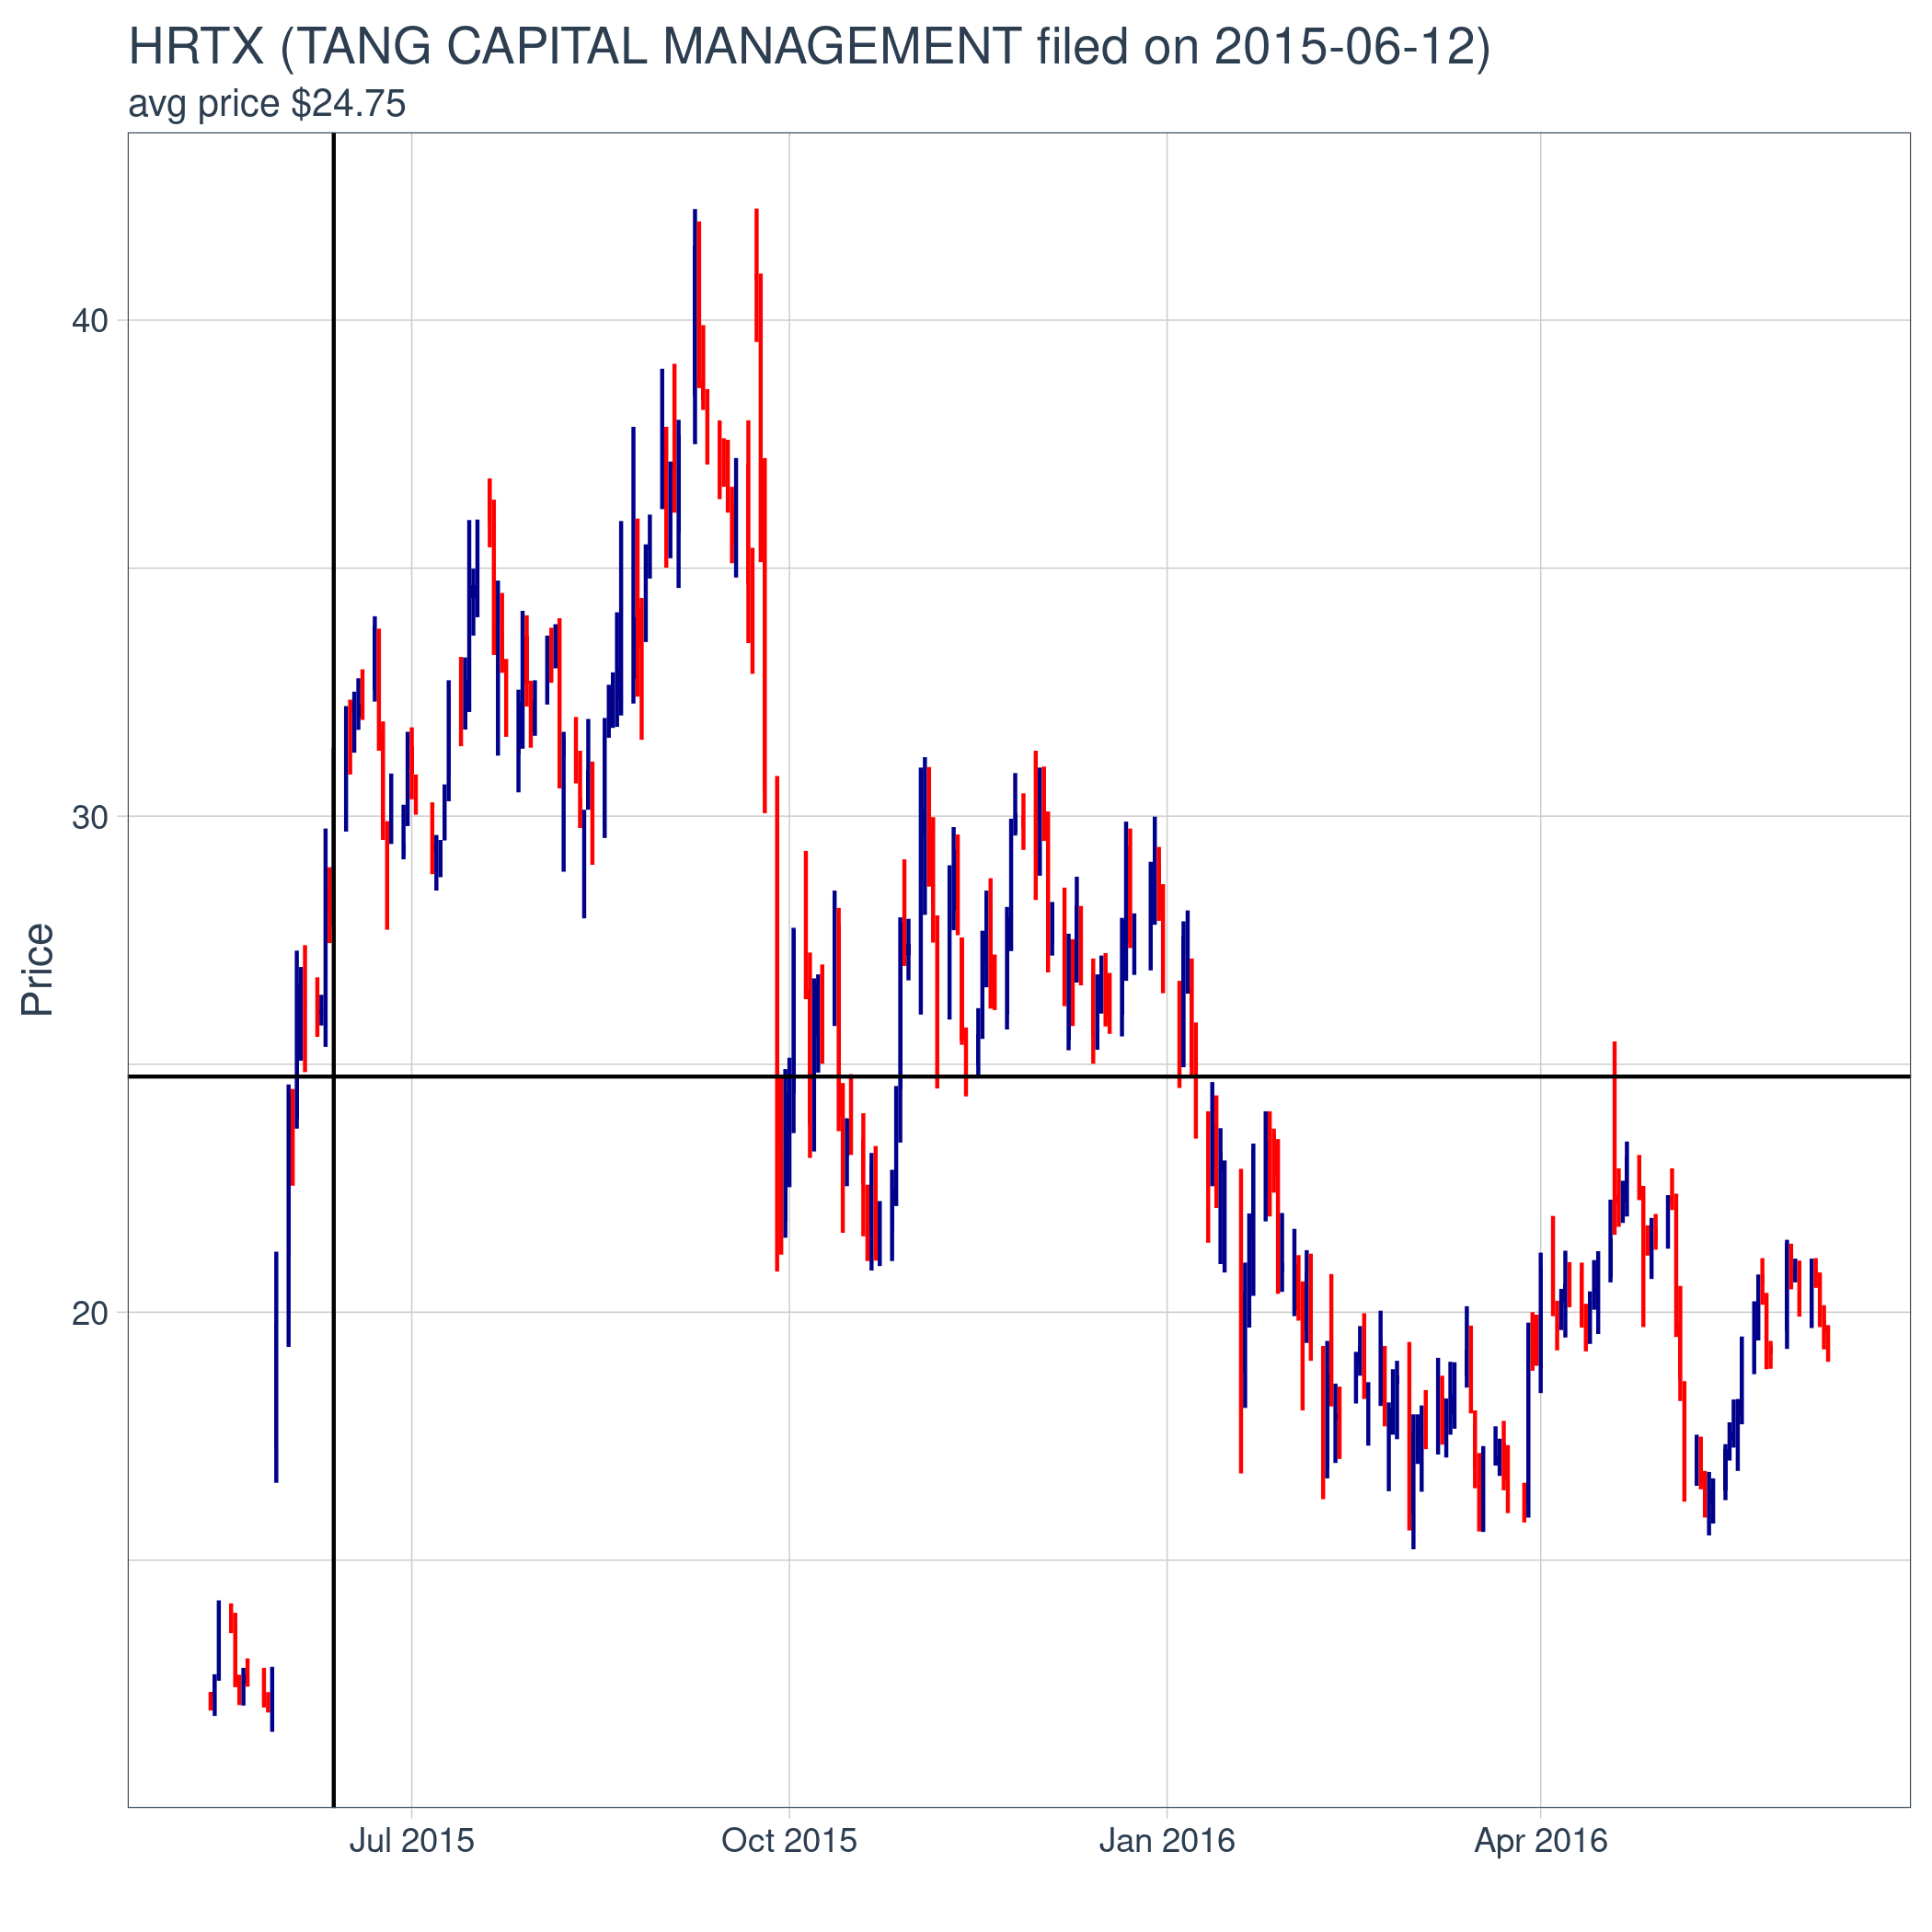 HRTX (TANG CAPITAL MANAGEMENT filed on 2015-06-12)
avg price $24.75
Price
40
30
20
Jul 2015
Oct 2015
Jan 2016
Apr 2016